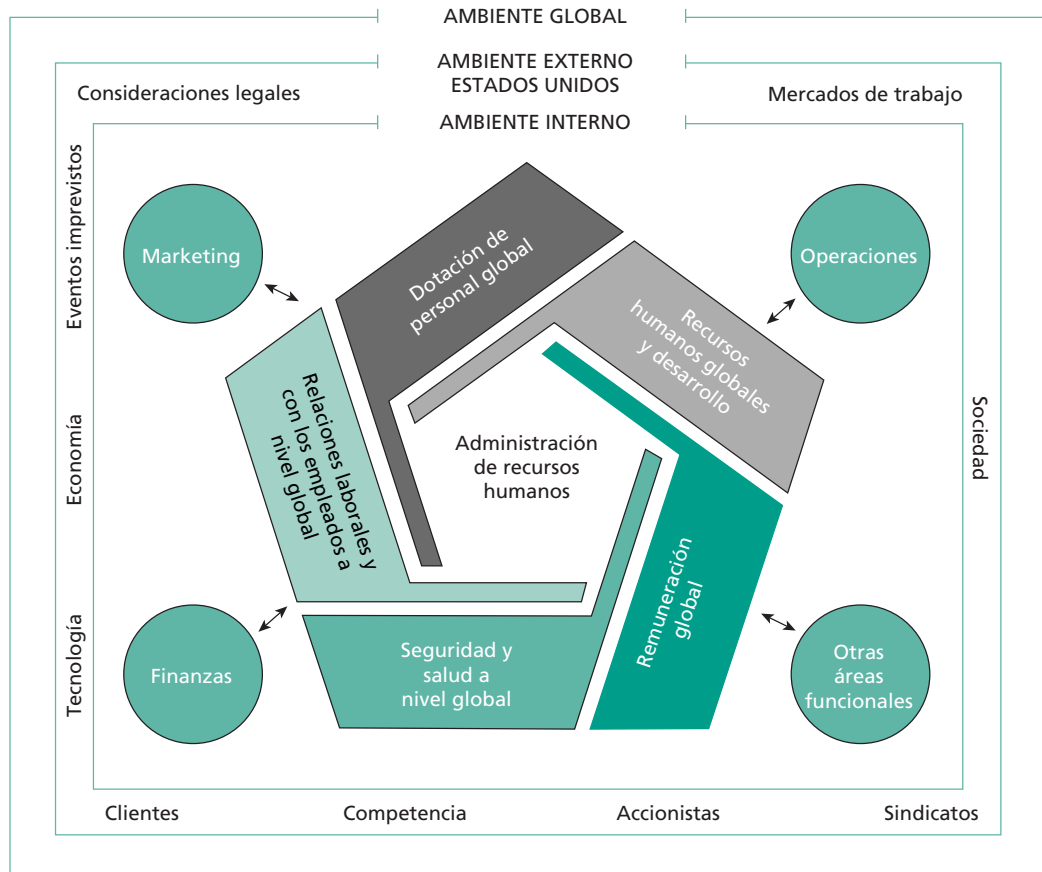 AMBIENTE GLOBAL
AMBIENTE EXTERNO
ESTADOS UNIDOS
Consideraciones legales
Mercados de trabajo
AMBIENTE INTERNO
Eventos imprevistos
Economía
Tecnología
Marketing
Dotación de
personal global
Operaciones
Recursos
humanos globales
y desarrollo
Relaciones laborales y
con los empleados a
nivel global
Administración
de recursos
humanos
Sociedad
Remuneración
global
Finanzas
Seguridad y
salud a
nivel global
Otras
áreas
funcionales
Clientes
Competencia
Accionistas
Sindicatos